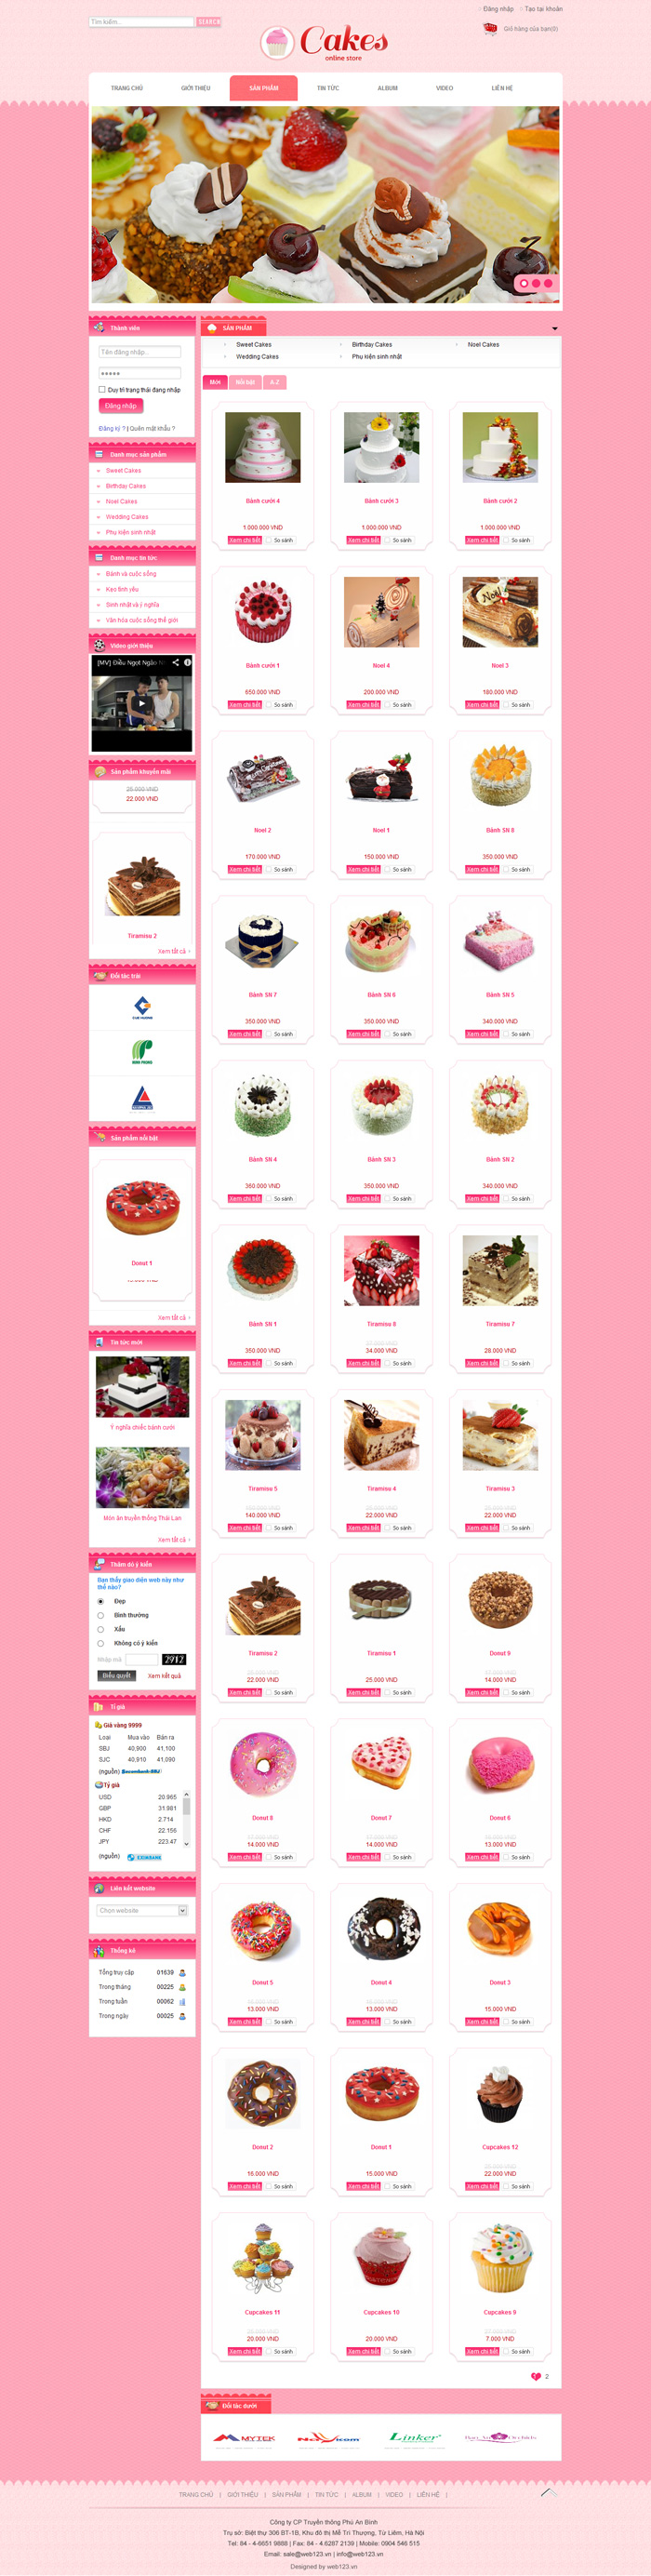 Đăng nhập Tạo tài khoản
Tìm kiếm... SEARCH
Giỏ hàng của bạn(0)
Cakes
online store
TRANG CHỦ GIỚI THIỆU SẢN PHẨM TIN TỨC ALBUM VIDEO LIÊN HỆ
Thành viên
Tên đăng nhập...
Duy trì trạng thái đăng nhập
Đăng nhập
Đăng ký ? | Quên mật khẩu ?
Danh mục sản phẩm
Sweet Cakes
Birthday Cakes
Noel Cakes
Wedding Cakes
Phụ kiện sinh nhật
Danh mục tin tức
Bánh và cuộc sống
Kẹo tình yêu
Sinh nhật và ý nghĩa
Văn hóa cuộc sống thế giới
Video giới thiệu
[MV] Điều Ngọt Ngào
Sản phẩm khuyến mãi
25.000 VND
22.000 VND
Tiramisu 2
Xem tất cả
Đối tác trái
Sản phẩm nổi bật
Donut 1
Xem tất cả
Tin tức mới
Ý nghĩa chiếc bánh cưới
Món ăn truyền thống Thái Lan
Xem tất cả
Thăm dò ý kiến
Bạn thấy giao diện web này như
thế nào?
Đẹp
Bình thường
Xấu
Không có ý kiến
Nhập mã 2912
Biểu quyết Xem kết quả
Tỉ giá
Giá vàng 9999
Loại Mua vào Bán ra
SBJ 40,900 41,100
SJC 40,910 41,090
(nguồn) Sacombank-SBJ
Tỷ giá
USD 20.965
GBP 31.981
HKD 2.714
CHF 22.156
JPY 223.47
(nguồn) EXIMBANK
Liên kết website
Chọn website
Thống kê
Tổng truy cập 01639
Trong tháng 00225
Trong tuần 00062
Trong ngày 00025
SẢN PHẨM
Sweet Cakes Birthday Cakes Noel Cakes
Wedding Cakes Phụ kiện sinh nhật
Mới Nổi bật A-Z
Bánh cưới 4 Bánh cưới 3 Bánh cưới 2
1.000.000 VND 1.000.000 VND 1.000.000 VND
Xem chi tiết So sánh Xem chi tiết So sánh Xem chi tiết So sánh
Bánh cưới 1 Noel 4 Noel 3
650.000 VND 200.000 VND 180.000 VND
Xem chi tiết So sánh Xem chi tiết So sánh Xem chi tiết So sánh
Noel 2 Noel 1 Bánh SN 8
170.000 VND 150.000 VND 350.000 VND
Xem chi tiết So sánh Xem chi tiết So sánh Xem chi tiết So sánh
Bánh SN 7 Bánh SN 6 Bánh SN 5
350.000 VND 350.000 VND 340.000 VND
Xem chi tiết So sánh Xem chi tiết So sánh Xem chi tiết So sánh
Bánh SN 4 Bánh SN 3 Bánh SN 2
360.000 VND 350.000 VND 340.000 VND
Xem chi tiết So sánh Xem chi tiết So sánh Xem chi tiết So sánh
Bánh SN 1 Tiramisu 8 Tiramisu 7
350.000 VND 34.000 VND 28.000 VND
Xem chi tiết So sánh Xem chi tiết So sánh Xem chi tiết So sánh
Tiramisu 5 Tiramisu 4 Tiramisu 3
140.000 VND 22.000 VND 22.000 VND
Xem chi tiết So sánh Xem chi tiết So sánh Xem chi tiết So sánh
Tiramisu 2 Tiramisu 1 Donut 9
22.000 VND 25.000 VND 14.000 VND
Xem chi tiết So sánh Xem chi tiết So sánh Xem chi tiết So sánh
Donut 8 Donut 7 Donut 6
14.000 VND 14.000 VND 13.000 VND
Xem chi tiết So sánh Xem chi tiết So sánh Xem chi tiết So sánh
Donut 5 Donut 4 Donut 3
13.000 VND 13.000 VND 15.000 VND
Xem chi tiết So sánh Xem chi tiết So sánh Xem chi tiết So sánh
Donut 2 Donut 1 Cupcakes 12
16.000 VND 15.000 VND 22.000 VND
Xem chi tiết So sánh Xem chi tiết So sánh Xem chi tiết So sánh
Cupcakes 11 Cupcakes 10 Cupcakes 9
20.000 VND 20.000 VND 7.000 VND
Xem chi tiết So sánh Xem chi tiết So sánh Xem chi tiết So sánh
2
Đối tác dưới
MYTEK Linker
TRANG CHỦ | GIỚI THIỆU | SẢN PHẨM | TIN TỨC | ALBUM | VIDEO | LIÊN HỆ |
Công ty CP Truyền thông Phú An Bình
Trụ sở: Biệt thự 306 BT-1B, Khu đô thị Mễ Trì Thượng, Từ Liêm, Hà Nội
Tel: 84 - 4-6651 9888 | Fax: 84 - 4.6287 2139 | Mobile: 0904 546 515
Email: sale@web123.vn | info@web123.vn
Designed by web123.vn